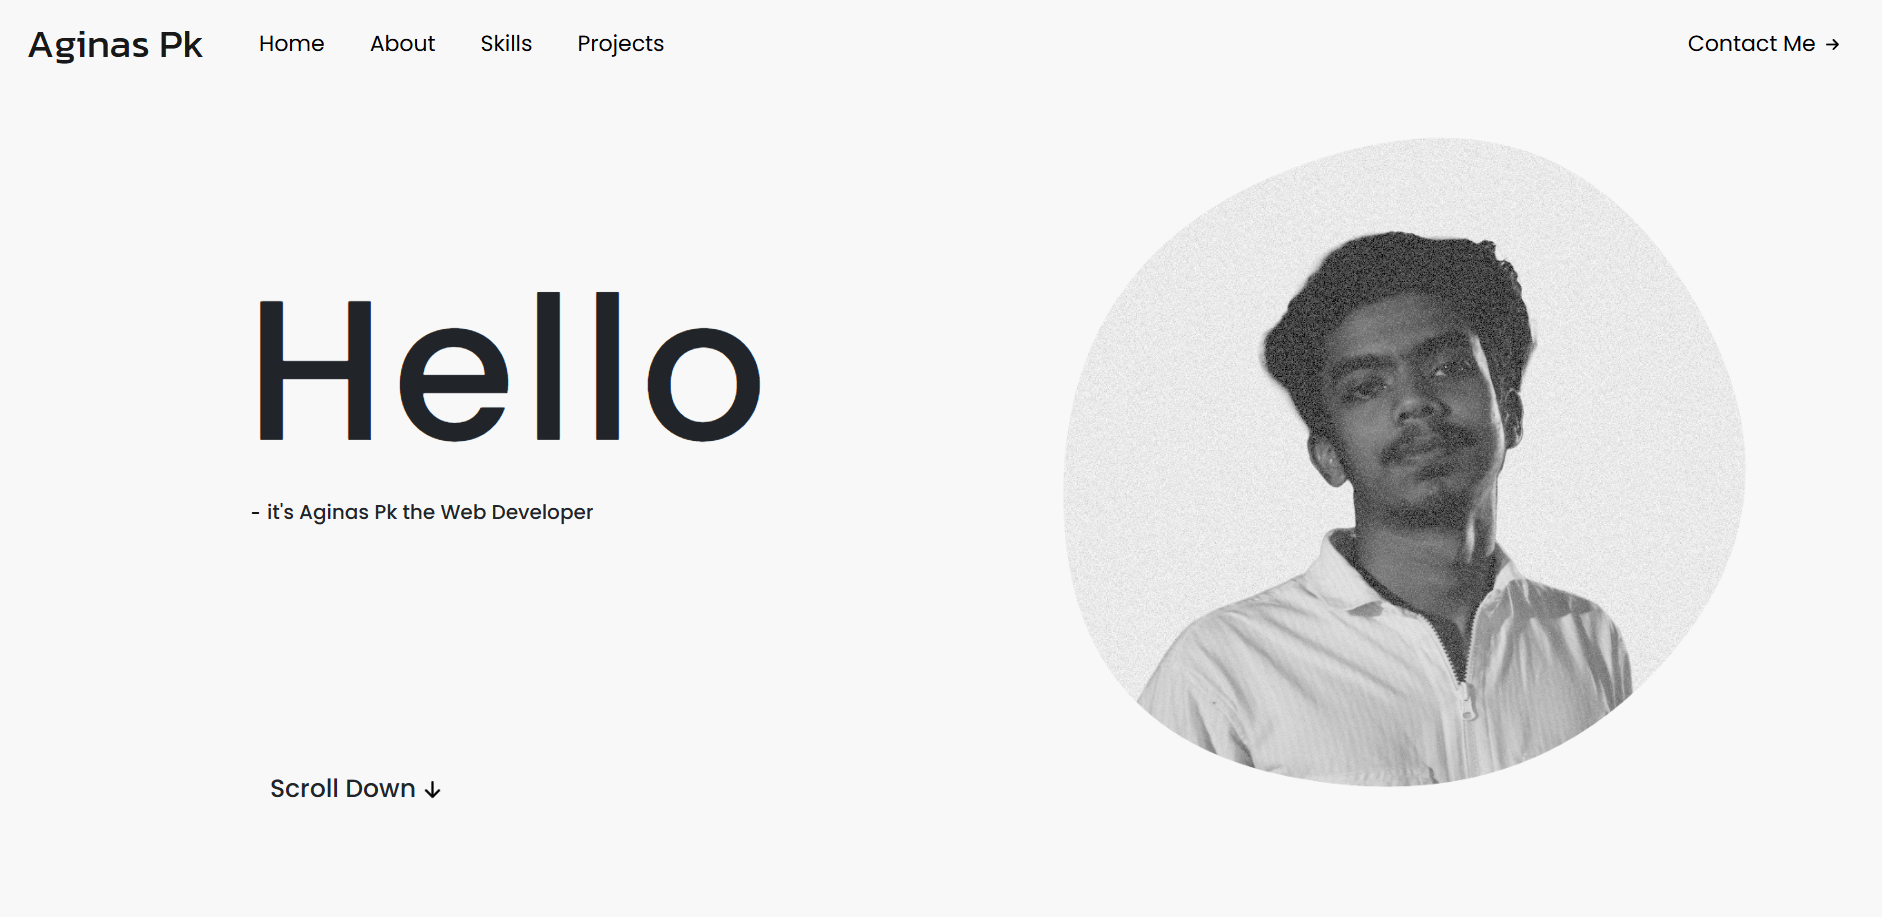 Aginas Pk
Home
About
Skills
Projects
Contact Me →
Hello
- it's Aginas Pk the Web Developer
Scroll Down ↓